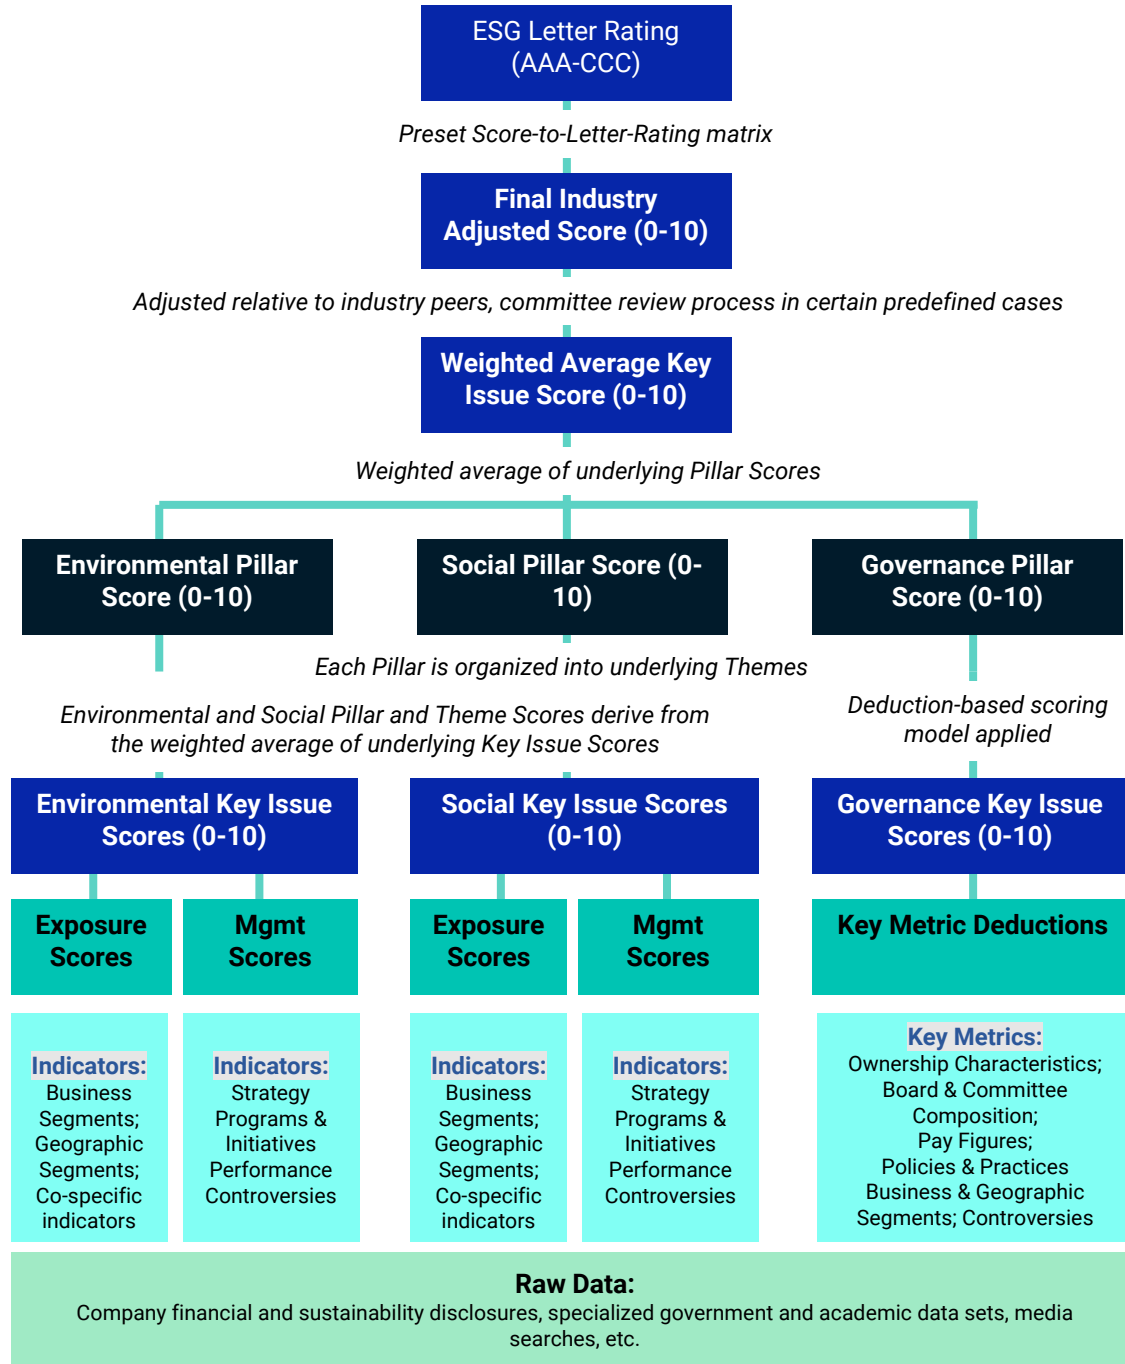 ESG Letter Rating
(AAA-CCC)
Preset Score-to-Letter-Rating matrix
Final Industry
Adjusted Score (0-10)
Adjusted relative to industry peers, committee review process in certain predefined cases
Weighted Average Key
Issue Score (0-10)
Weighted average of underlying Pillar Scores
Environmental Pillar
Score (0-10)
Social Pillar Score (0-
10)
Governance Pillar
Score (0-10)
Each Pillar is organized into underlying Themes
Environmental and Social Pillar and Theme Scores derive from
the weighted average of underlying Key Issue Scores
Deduction-based scoring
model applied
Environmental Key Issue
Scores (0-10)
Social Key Issue Scores
(0-10)
Governance Key Issue
Scores (0-10)
Exposure
Scores
Mgmt
Scores
Exposure
Scores
Mgmt
Scores
Key Metric Deductions
Indicators:
Business
Segments;
Geographic
Segments;
Co-specific
indicators
Indicators:
Strategy
Programs &
Initiatives
Performance
Controversies
Indicators:
Business
Segments;
Geographic
Segments;
Co-specific
indicators
Indicators:
Strategy
Programs &
Initiatives
Performance
Controversies
Key Metrics:
Ownership Characteristics;
Board & Committee
Composition;
Pay Figures;
Policies & Practices
Business & Geographic
Segments; Controversies
Raw Data:
Company financial and sustainability disclosures, specialized government and academic data sets, media
searches, etc.